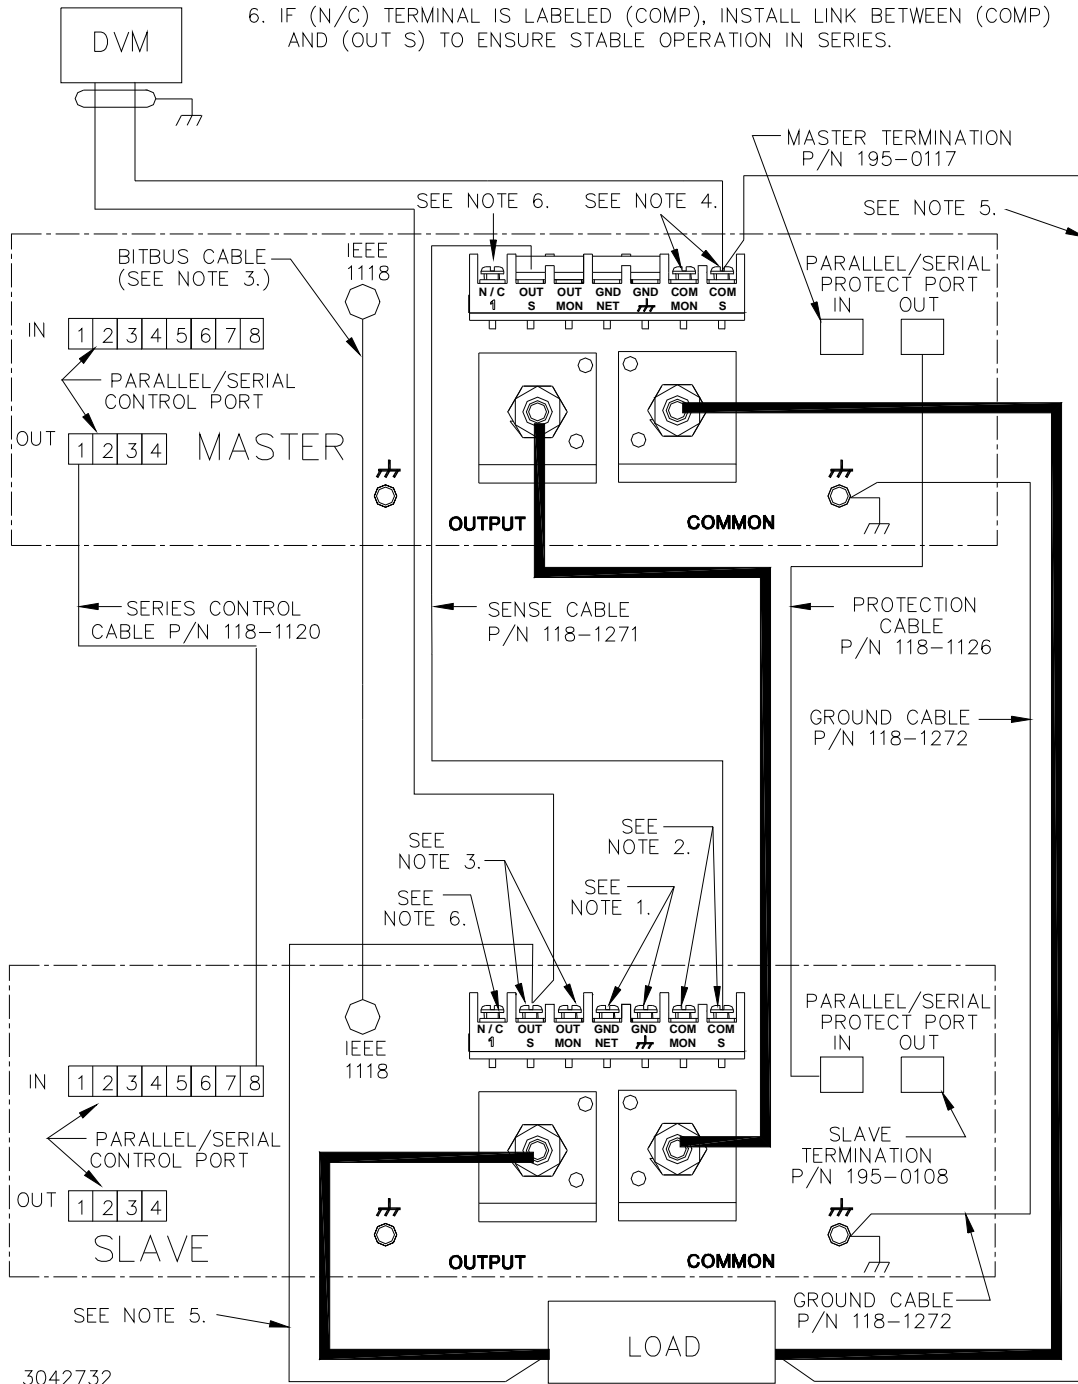 6. IF (N/C) TERMINAL IS LABELED (COMP), INSTALL LINK BETWEEN (COMP)
AND (OUT S) TO ENSURE STABLE OPERATION IN SERIES.
DVM
MASTER TERMINATION
P/N 195-0117
SEE NOTE 6.
SEE NOTE 4.
SEE NOTE 5.
BITBUS CABLE
(SEE NOTE 3.)
IEEE
1118
N/C
1
OUT
S
OUT
MON
GND
NET
GND
COM
MON
COM
S
PARALLEL/SERIAL
PROTECT PORT
IN
OUT
IN
1 2 3 4 5 6 7 8
PARALLEL/SERIAL
CONTROL PORT
OUT
1 2 3 4
MASTER
OUTPUT
COMMON
SERIES CONTROL
CABLE P/N 118-1120
SENSE CABLE
P/N 118-1271
PROTECTION
CABLE
P/N 118-1126
GROUND CABLE
P/N 118-1272
SEE
NOTE 3.
SEE
NOTE 2.
SEE
NOTE 6.
SEE
NOTE 1.
N/C
1
OUT
S
OUT
MON
GND
NET
GND
COM
MON
COM
S
IEEE
1118
PARALLEL/SERIAL
PROTECT PORT
IN
OUT
IN
1 2 3 4 5 6 7 8
PARALLEL/SERIAL
CONTROL PORT
SLAVE
TERMINATION
P/N 195-0108
OUT
1 2 3 4
SLAVE
OUTPUT
COMMON
SEE NOTE 5.
GROUND CABLE
P/N 118-1272
LOAD
3042732